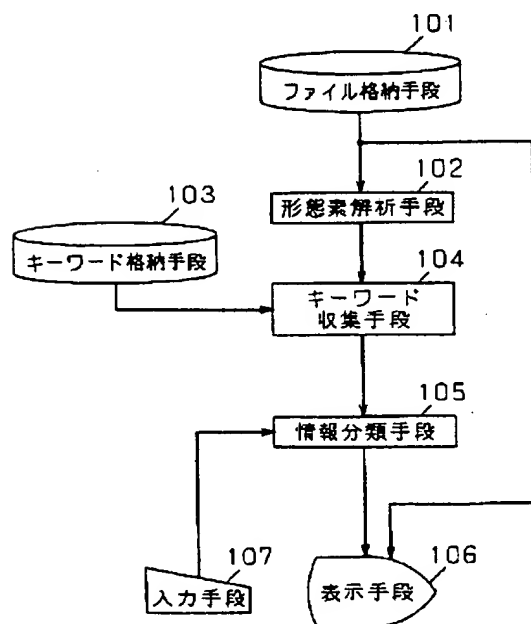 101
ファイル格納手段
102
形態素解析手段
103
キーワード格納手段
104
キーワード
収集手段
105
情報分類手段
107
入力手段
106
表示手段